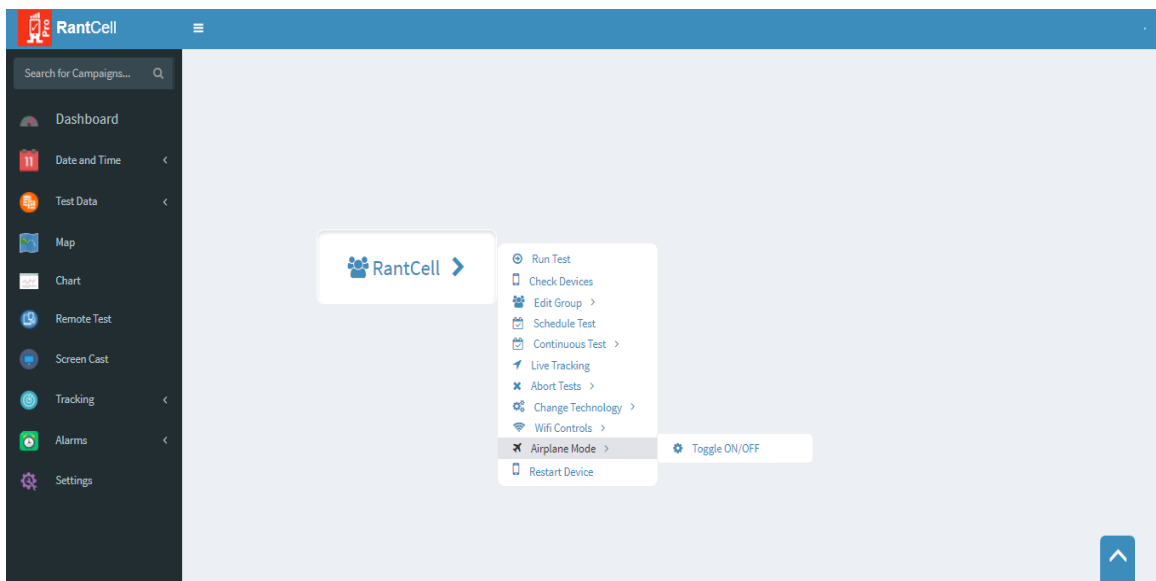 Pro
RantCell
Search for Campaigns...
Dashboard
11
Date and Time
Test Data
Map
Chart
Remote Test
Screen Cast
Tracking
Alarms
Settings
RantCell
Run Test
Check Devices
Edit Group
Schedule Test
Continuous Test
Live Tracking
Abort Tests
Change Technology
Wifi Controls
Airplane Mode
Toggle ON/OFF
Restart Device